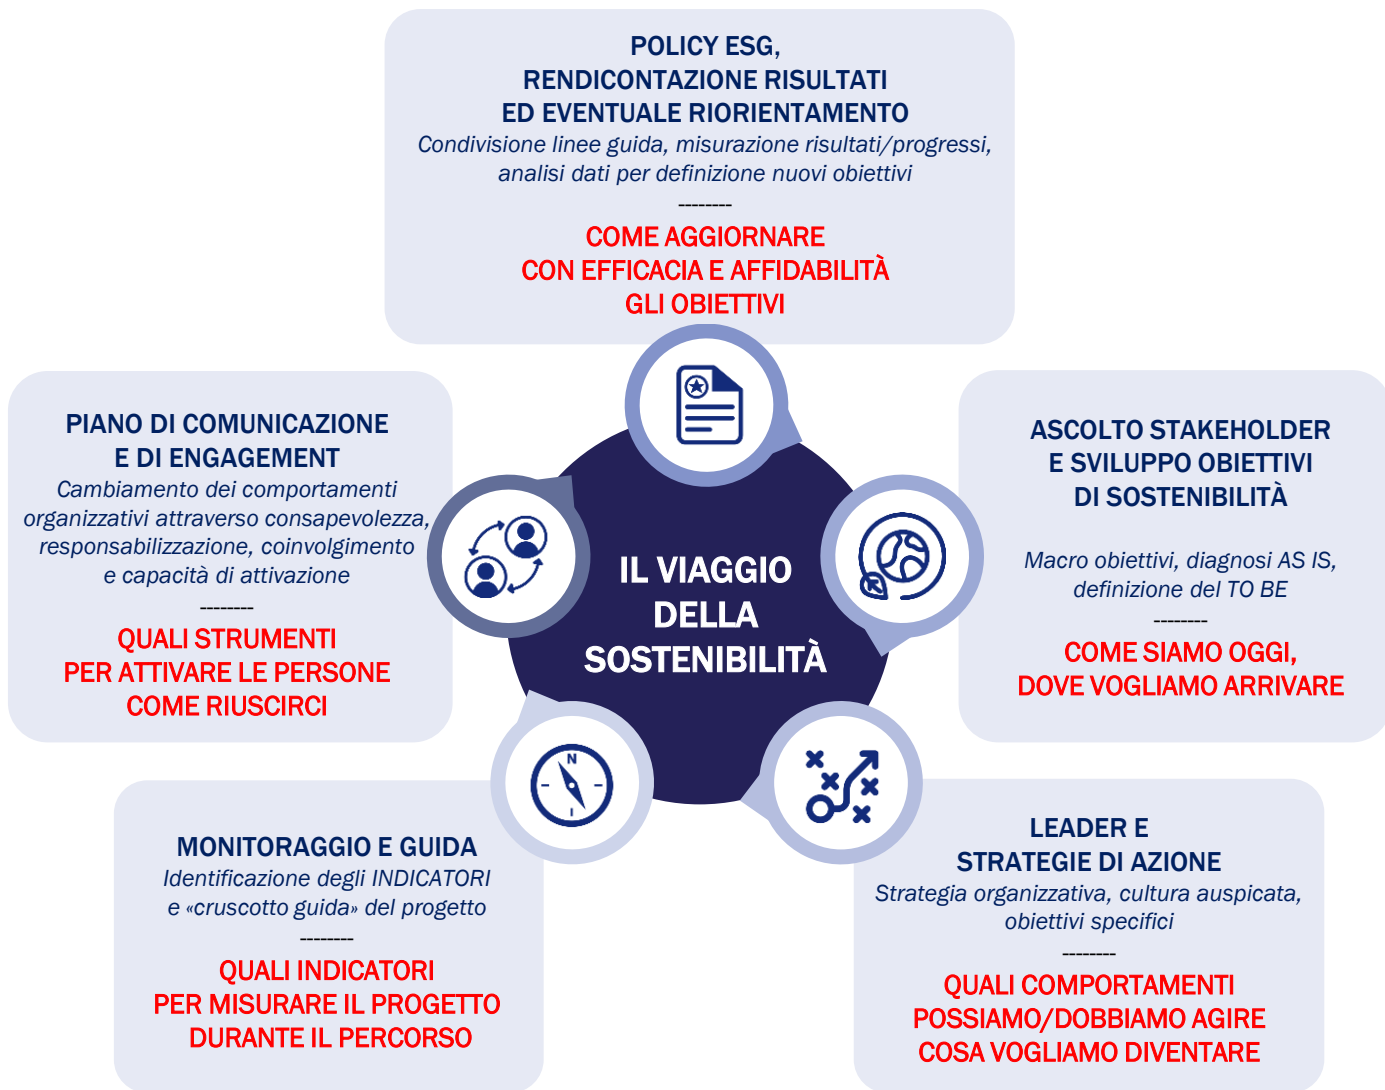 POLICY ESG,
RENDICONTAZIONE RISULTATI
ED EVENTUALE RIORIENTAMENTO
Condivisione linee guida, misurazione risultati/progressi,
analisi dati per definizione nuovi obiettivi
--------
COME AGGIORNARE
CON EFFICACIA E AFFIDABILITÀ
GLI OBIETTIVI
PIANO DI COMUNICAZIONE
E DI ENGAGEMENT
Cambiamento dei comportamenti
organizzativi attraverso consapevolezza,
responsabilizzazione, coinvolgimento
e capacità di attivazione
--------
QUALI STRUMENTI
PER ATTIVARE LE PERSONE
COME RIUSCIRCI
IL VIAGGIO
DELLA
SOSTENIBILITÀ
ASCOLTO STAKEHOLDER
E SVILUPPO OBIETTIVI
DI SOSTENIBILITÀ
Macro obiettivi, diagnosi AS IS,
definizione del TO BE
--------
COME SIAMO OGGI,
DOVE VOGLIAMO ARRIVARE
N
MONITORAGGIO E GUIDA
Identificazione degli INDICATORI
e «cruscotto guida» del progetto
--------
QUALI INDICATORI
PER MISURARE IL PROGETTO
DURANTE IL PERCORSO
LEADER E
STRATEGIE DI AZIONE
Strategia organizzativa, cultura auspicata,
obiettivi specifici
--------
QUALI COMPORTAMENTI
POSSIAMO/DOBBIAMO AGIRE
COSA VOGLIAMO DIVENTARE